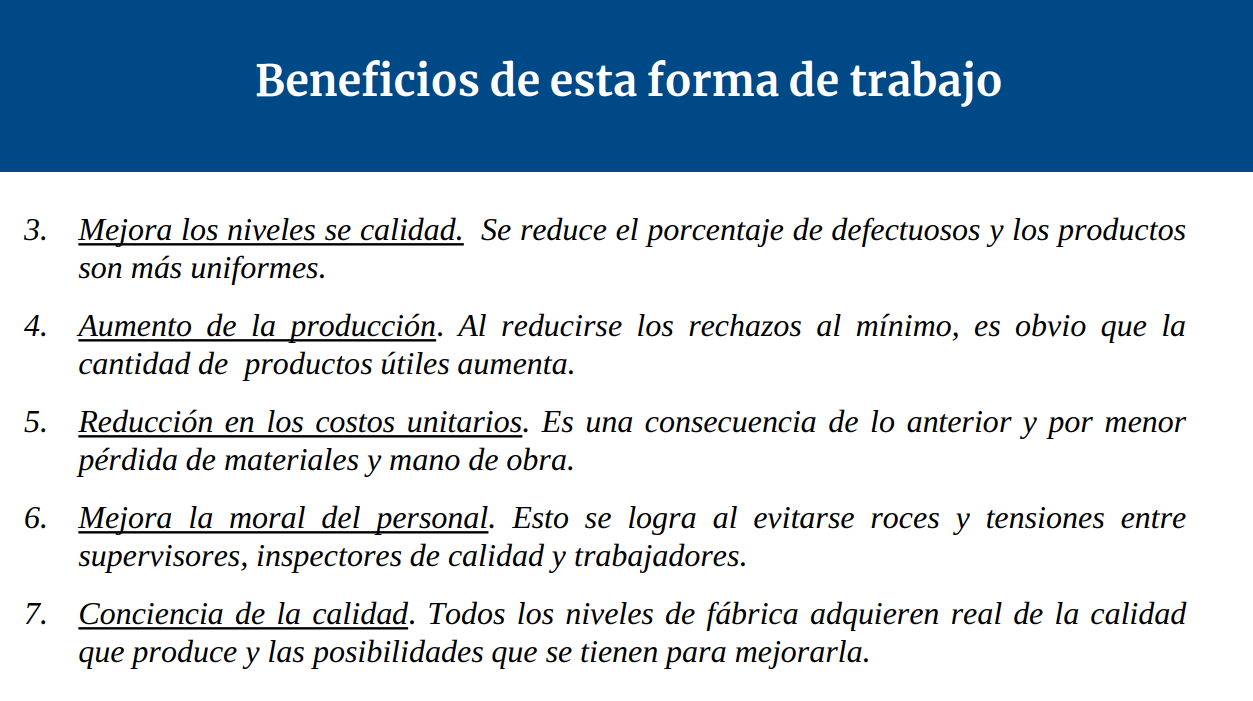 Beneficios de esta forma de trabajo
3. Mejora los niveles se calidad. Se reduce el porcentaje de defectuosos y los productos
son más uniformes.
4. Aumento de la producción. Al reducirse los rechazos al mínimo, es obvio que la
cantidad de productos útiles aumenta.
5. Reducción en los costos unitarios. Es una consecuencia de lo anterior y por menor
pérdida de materiales y mano de obra.
6. Mejora la moral del personal. Esto se logra al evitarse roces y tensiones entre
supervisores, inspectores de calidad y trabajadores.
7. Conciencia de la calidad. Todos los niveles de fábrica adquieren real de la calidad
que produce y las posibilidades que se tienen para mejorarla.